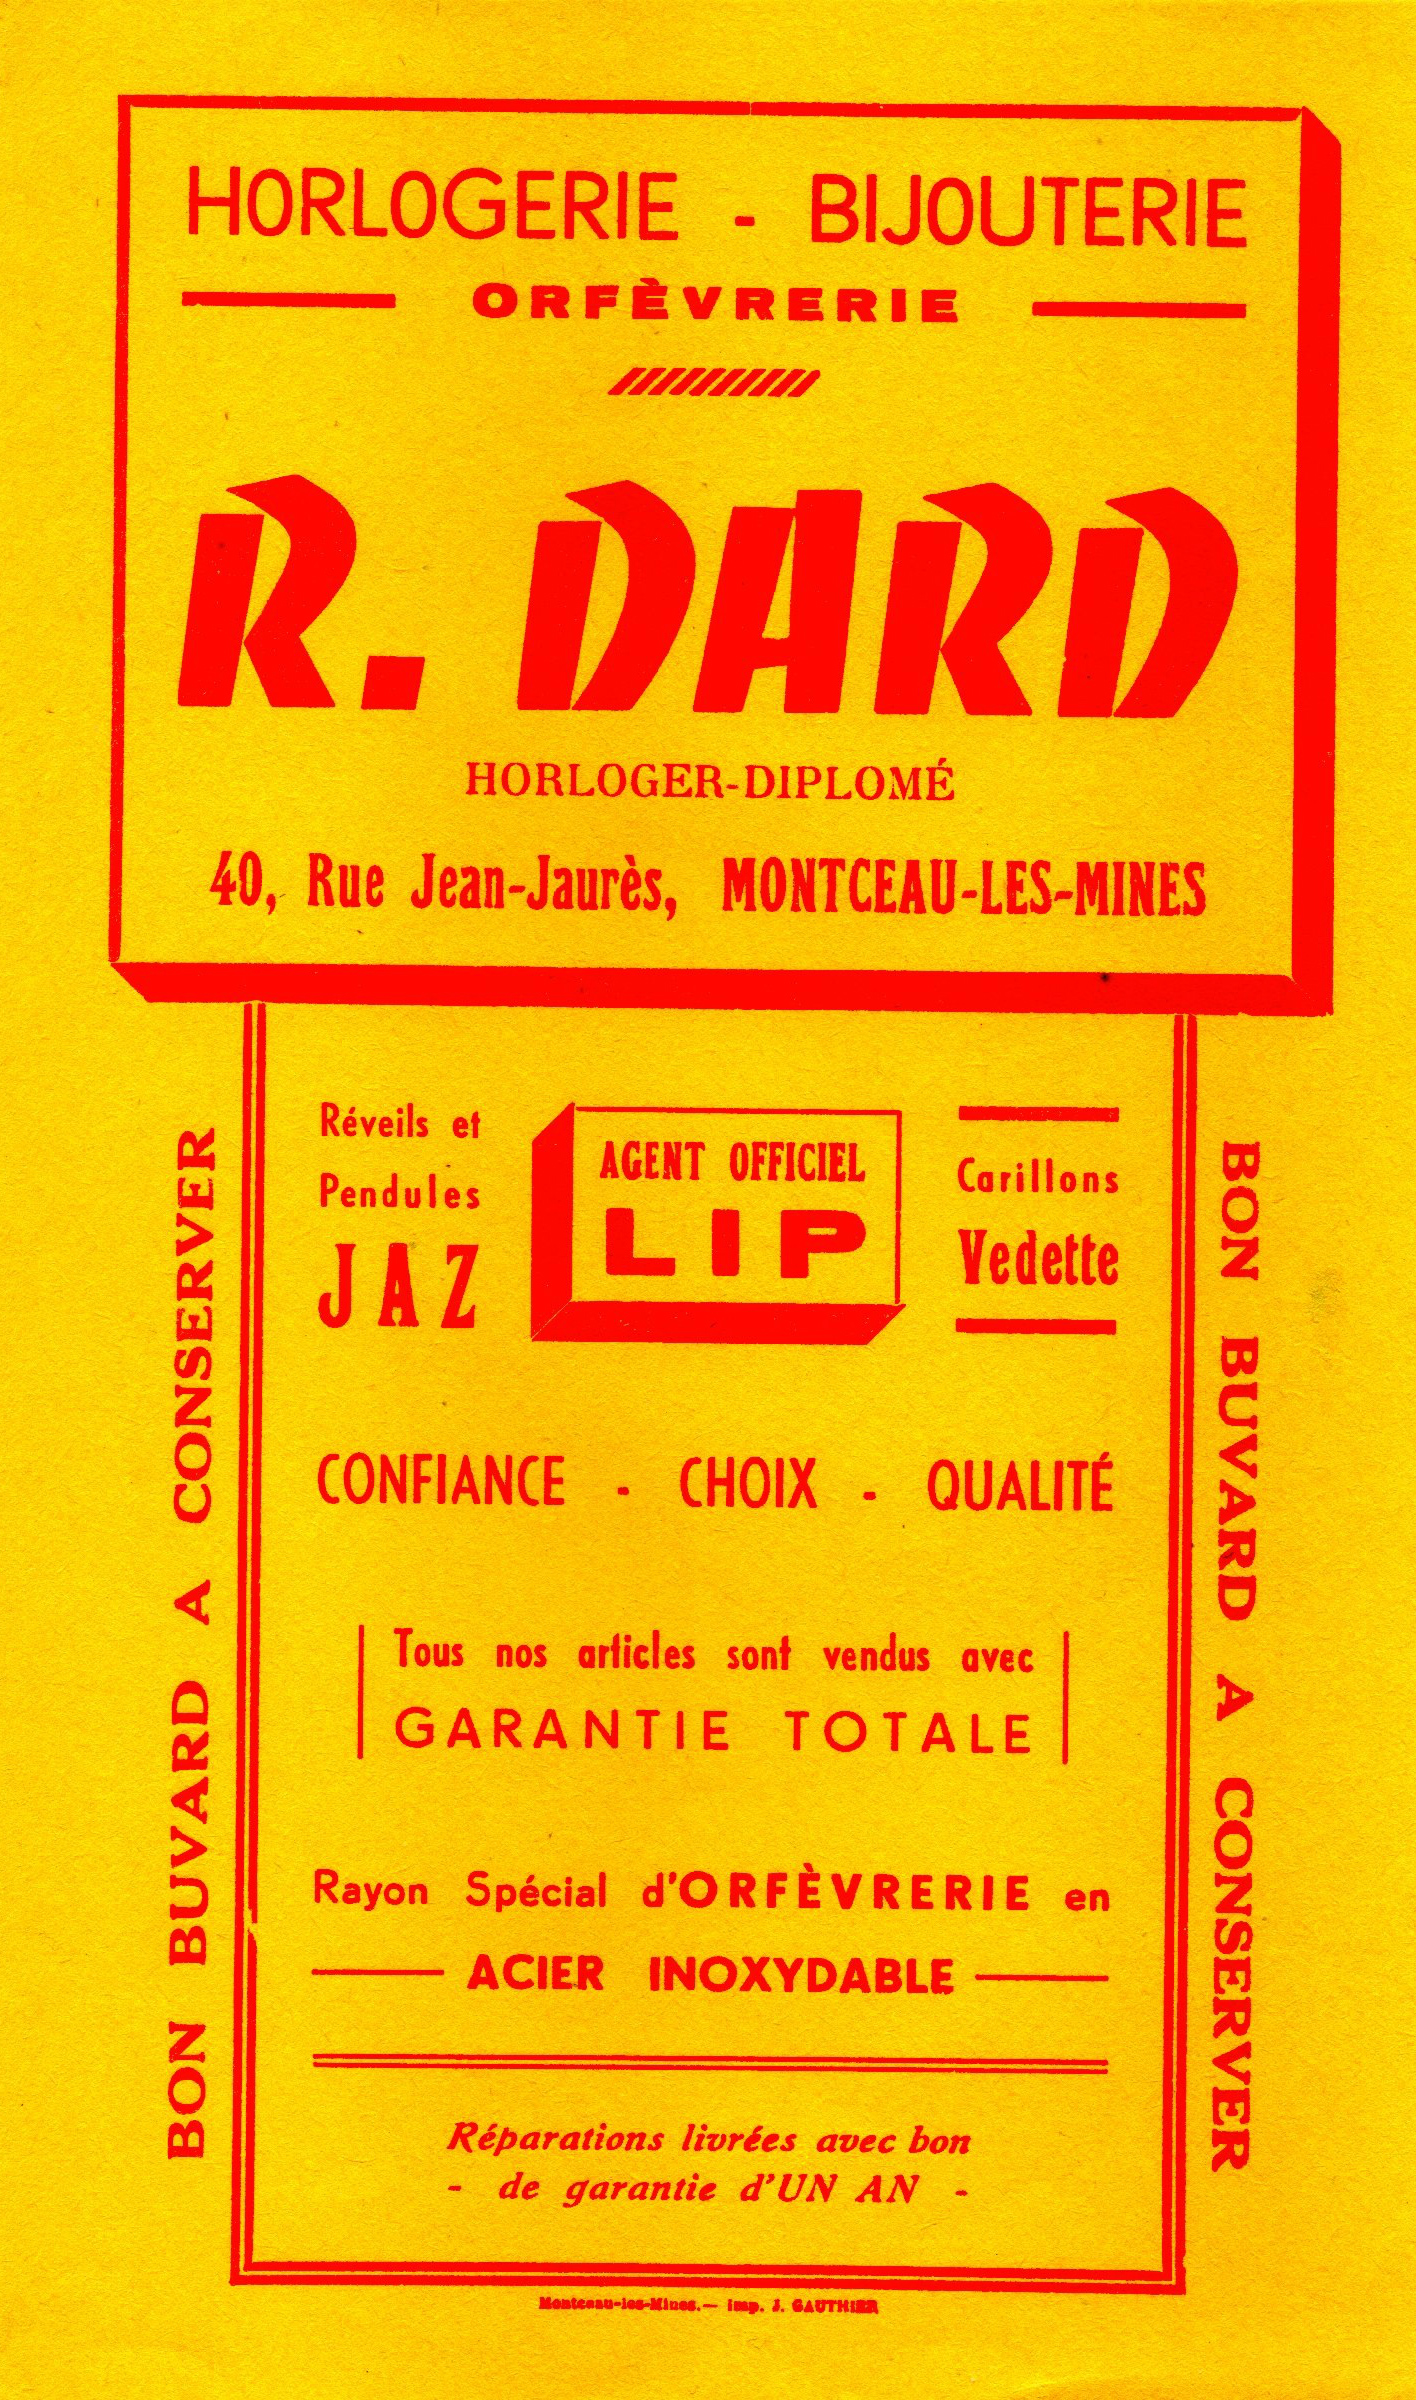 HORLOGERIE - BIJOUTERIE
ORFÈVRERIE
R. DARD
HORLOGER-DIPLOMÉ
40, Rue Jean-Jaurès, MONTCEAU-LES-MINES
Réveils et
Pendules
JAZ
AGENT OFFICIEL
LIP
Carillons
Vedette
CONFIANCE - CHOIX - QUALITÉ
Tous nos articles sont vendus avec
GARANTIE TOTALE
Rayon Spécial d'ORFÈVRERIE en
ACIER INOXYDABLE
Réparations livrées avec bon
- de garantie d'UN AN -
BON BUVARD A CONSERVER
BON BUVARD A CONSERVER
Montceau-les-Mines.— Imp. J. GAUTHIER